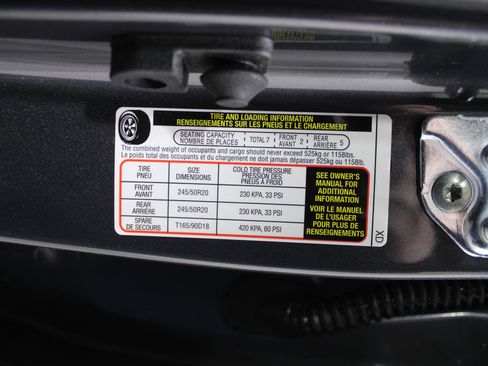 TIRE AND LOADING INFORMATION
RENSEIGNEMENTS SUR LES PNEUS ET LE CHARGEMENT
SEATING CAPACITY
NOMBRE DE PLACES
TOTAL 7
FRONT
AVANT 2
REAR
ARRIÈRE 5
The combined weight of occupants and cargo should never exceed 525kg or 1158lbs.
Le poids total des occupants et du chargement ne doit jamais dépasser 525kg ou 1158lbs.
TIRE
PNEU
SIZE
DIMENSIONS
COLD TIRE PRESSURE
PRESSION DES
PNEUS À FROID
FRONT
AVANT
245/50R20
230 KPA, 33 PSI
REAR
ARRIÈRE
245/50R20
230 KPA, 33 PSI
SPARE
DE SECOURS
T165/90D18
420 KPA, 60 PSI
SEE OWNER'S
MANUAL FOR
ADDITIONAL
INFORMATION
VOIR LE MANUEL
DE L'USAGER
POUR PLUS DE
RENSEIGNEMENTS
XD